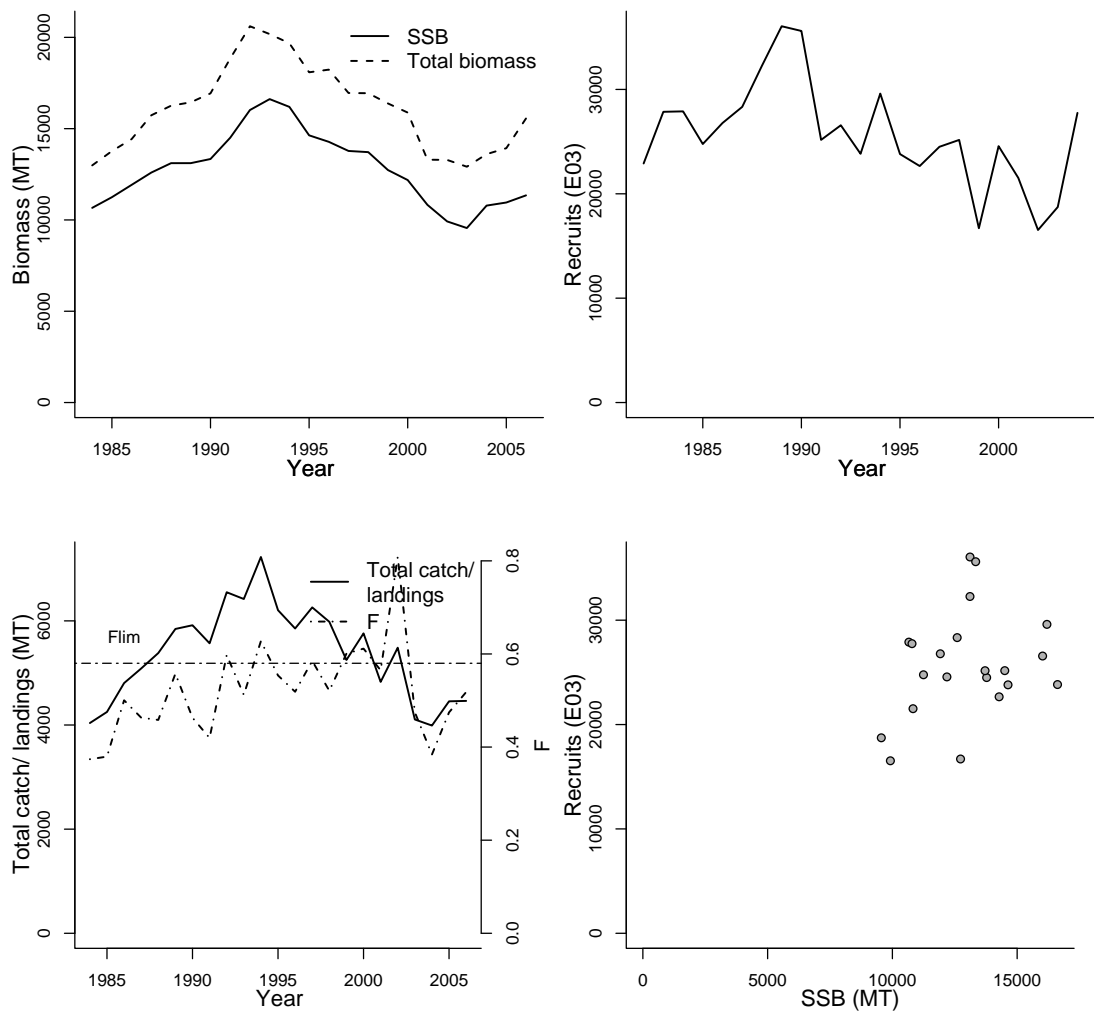 SSB
Total biomass
Biomass (MT)
0
5000
10000
15000
20000
1985
1990
1995
2000
2005
Year
Recruits (E03)
0
10000
20000
30000
1985
1990
1995
2000
Year
Total catch/
landings
F
Flim
Total catch/ landings (MT)
0
2000
4000
6000
0.0
0.2
0.4
0.6
0.8
F
1985
1990
1995
2000
2005
Year
Recruits (E03)
0
10000
20000
30000
0
5000
10000
15000
SSB (MT)